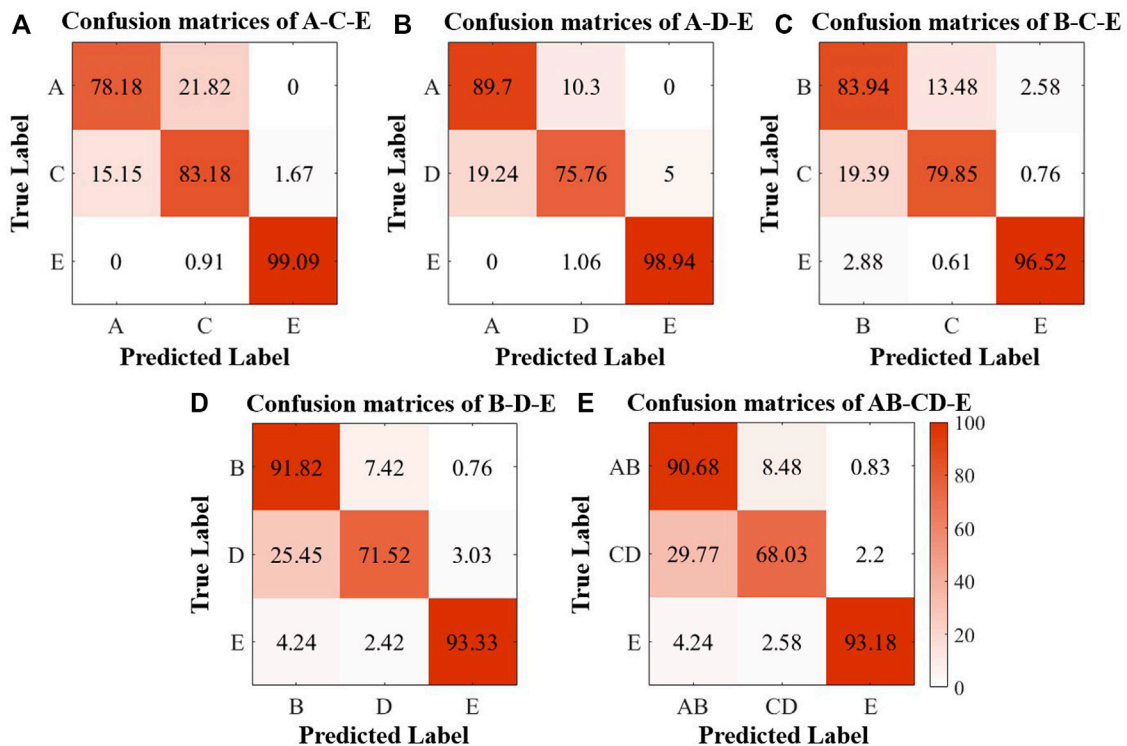 A Confusion matrices of A-C-E
True Label
A 78.18 21.82 0
C 15.15 83.18 1.67
E 0 0.91 99.09
A C E
Predicted Label
B Confusion matrices of A-D-E
True Label
A 89.7 10.3 0
D 19.24 75.76 5
E 0 1.06 98.94
A D E
Predicted Label
C Confusion matrices of B-C-E
True Label
B 83.94 13.48 2.58
C 19.39 79.85 0.76
E 2.88 0.61 96.52
B C E
Predicted Label
D Confusion matrices of B-D-E
True Label
B 91.82 7.42 0.76
D 25.45 71.52 3.03
E 4.24 2.42 93.33
B D E
Predicted Label
E Confusion matrices of AB-CD-E
True Label
AB 90.68 8.48 0.83
CD 29.77 68.03 2.2
E 4.24 2.58 93.18
AB CD E
Predicted Label
100
80
60
40
20
0